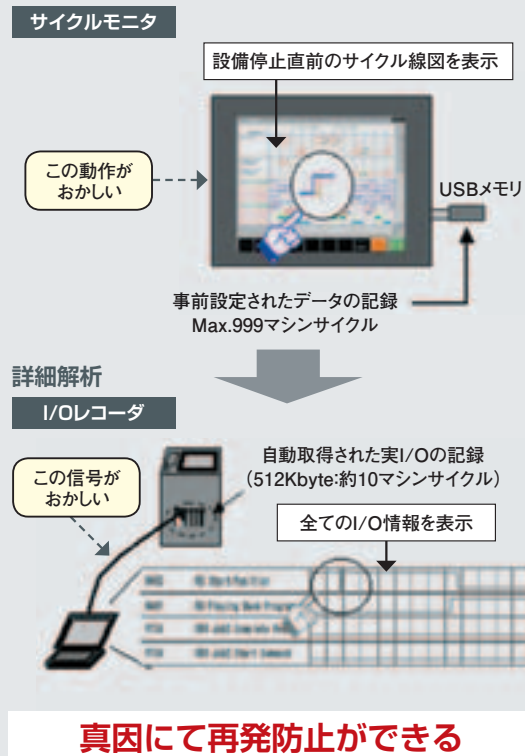 サイクルモニタ
設備停止直前のサイクル線図を表示
この動作が
おかしい
USBメモリ
事前設定されたデータの記録
Max.999マシンサイクル
詳細解析
I/Oレコーダ
自動取得された実I/Oの記録
(512Kbyte:約10マシンサイクル)
この信号が
おかしい
全てのI/O情報を表示
真因にて再発防止ができる